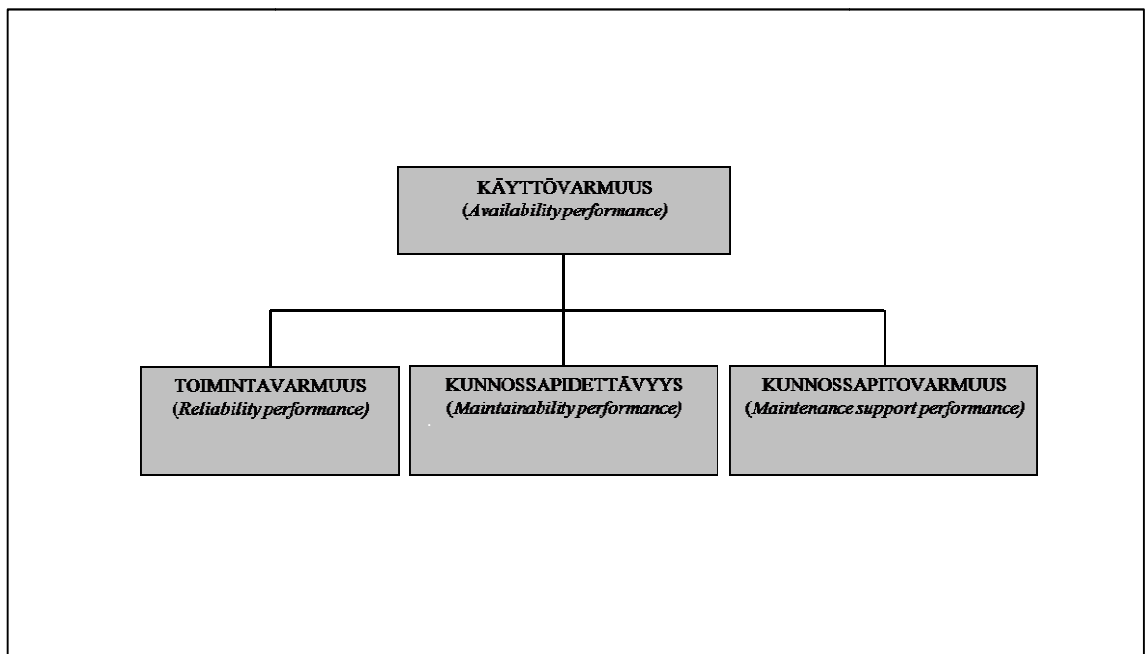 KÄYTTÖVARMUUS
(Availability performance)
TOIMINTAVARMUUS
(Reliability performance)
KUNNOSSAPIDETTÄVYYS
(Maintainability performance)
KUNNOSSAPITOVARMUUS
(Maintenance support performance)